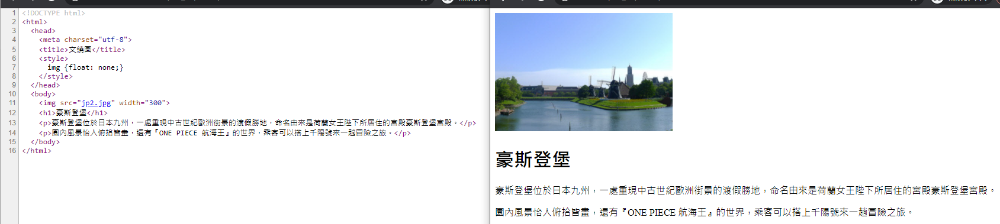 1 <!DOCTYPE html>
2 <html>
3 <head>
4 <meta charset="utf-8">
5 <title>文繞圖</title>
6 <style>
7 img {float: none;}
8 </style>
9 </head>
10 <body>
11 <img src="jp2.jpg" width="300">
12 <h1>豪斯登堡</h1>
13 <p>豪斯登堡位於日本九州，一處重現中古世紀歐洲街景的渡假勝地，命名由來是荷蘭女王陛下所居住的宮殿豪斯登堡宮殿。</p>
14 <p>園內風景怡人俯拾皆畫，還有『ONE PIECE 航海王』的世界，乘客可以搭上千陽號來一趟冒險之旅。</p>
15 </body>
16 </html>
豪斯登堡
豪斯登堡位於日本九州，一處重現中古世紀歐洲街景的渡假勝地，命名由來是荷蘭女王陛下所居住的宮殿豪斯登堡宮殿。
園內風景怡人俯拾皆畫，還有『ONE PIECE 航海王』的世界，乘客可以搭上千陽號來一趟冒險之旅。